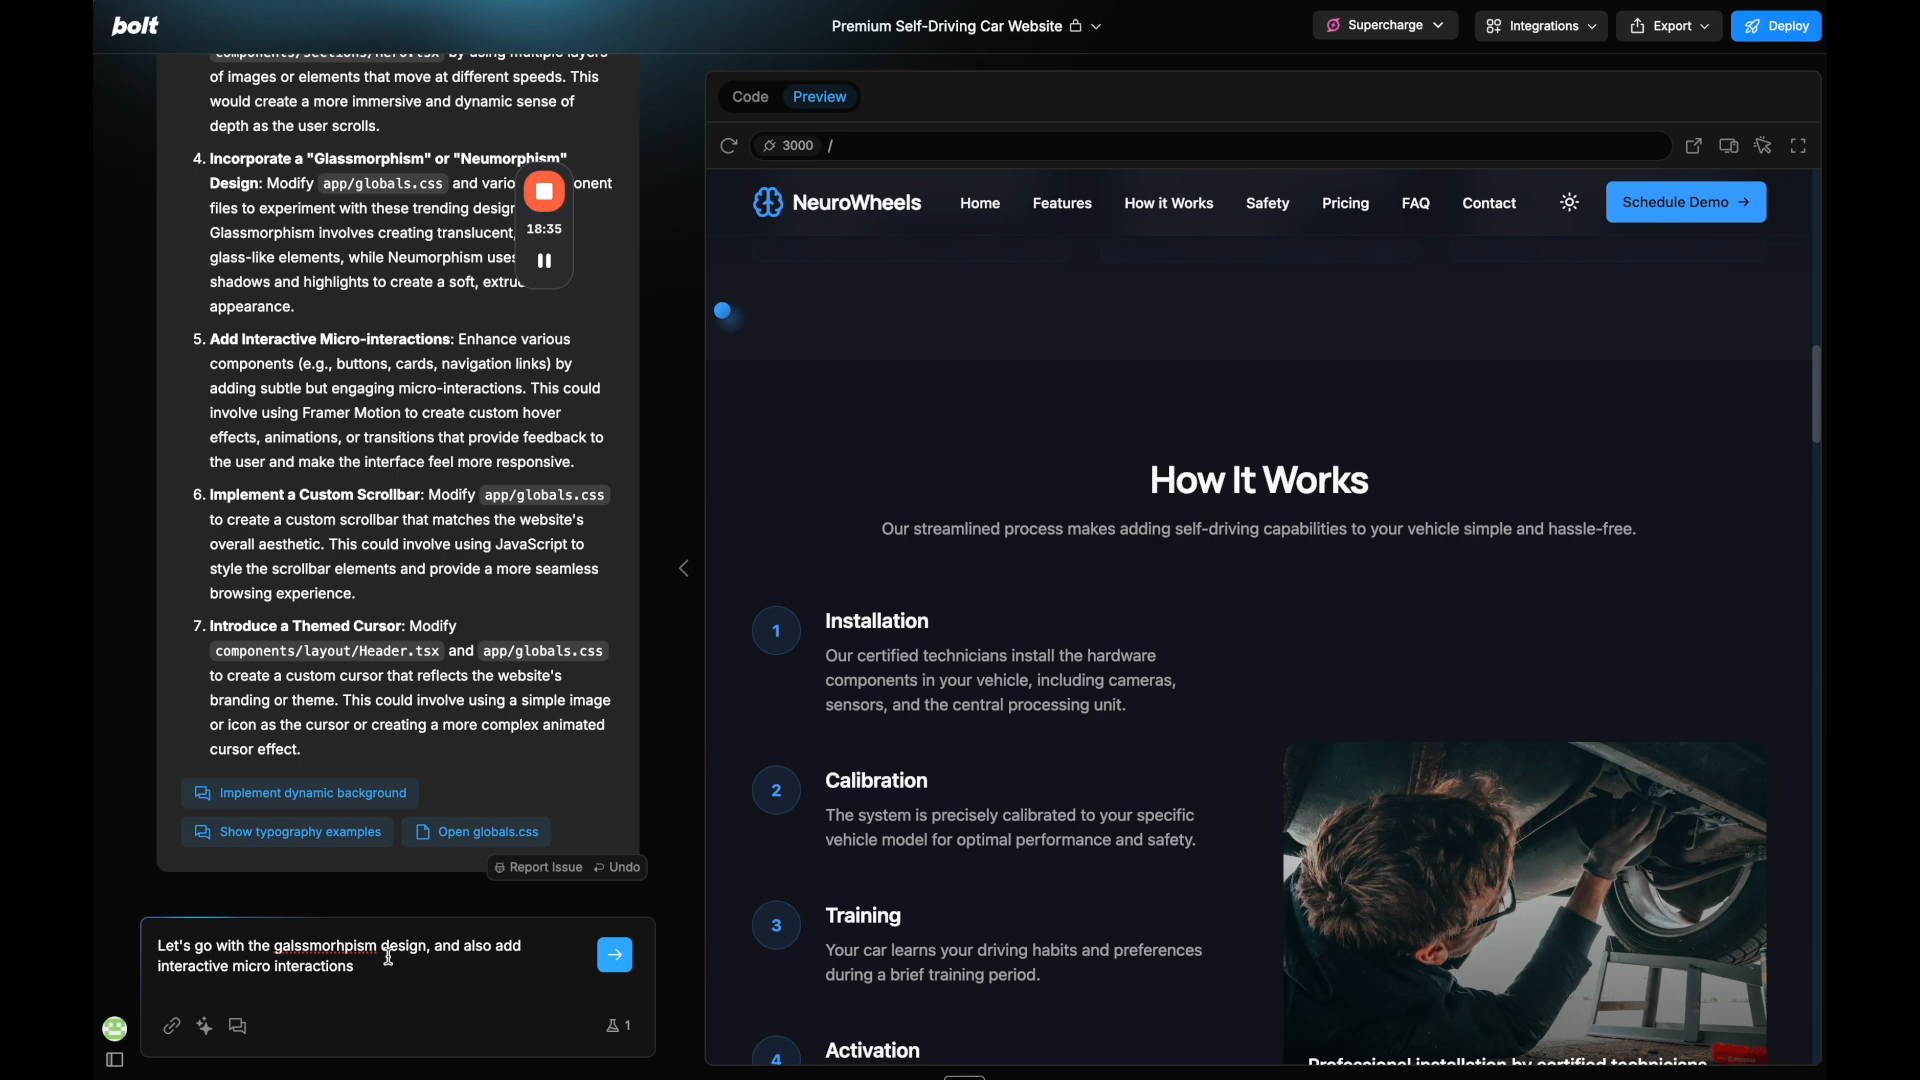 bolt
Premium Self-Driving Car Website
Supercharge
Integrations
Export
Deploy
components/sections/Hero.tsx by using multiple layers
of images or elements that move at different speeds. This
would create a more immersive and dynamic sense of
depth as the user scrolls.
4. Incorporate a "Glassmorphism" or "Neumorphism"
Design: Modify app/globals.css and
files to experiment with these trending
Glassmorphism involves creating translucent,
glass-like elements, while Neumorphism uses
shadows and highlights to create a soft,
appearance.
5. Add Interactive Micro-interactions: Enhance various
components (e.g., buttons, cards, navigation links) by
adding subtle but engaging micro-interactions. This could
involve using Framer Motion to create custom hover
effects, animations, or transitions that provide feedback to
the user and make the interface feel more responsive.
6. Implement a Custom Scrollbar: Modify app/globals.css
to create a custom scrollbar that matches the website's
overall aesthetic. This could involve using JavaScript to
style the scrollbar elements and provide a more seamless
browsing experience.
7. Introduce a Themed Cursor: Modify
components/layout/Header.tsx and app/globals.css
to create a custom cursor that reflects the website's
branding or theme. This could involve using a simple image
or icon as the cursor or creating a more complex animated
cursor effect.
Implement dynamic background
Show typography examples
Open globals.css
Report Issue
Undo
Let's go with the galssmorhpism design, and also add
interactive micro interactions
1
18:35
Code
Preview
3000
/
NeuroWheels
Home
Features
How it Works
Safety
Pricing
FAQ
Contact
Schedule Demo →
How It Works
Our streamlined process makes adding self-driving capabilities to your vehicle simple and hassle-free.
1
Installation
Our certified technicians install the hardware
components in your vehicle, including cameras,
sensors, and the central processing unit.
2
Calibration
The system is precisely calibrated to your specific
vehicle model for optimal performance and safety.
3
Training
Your car learns your driving habits and preferences
during a brief training period.
4
Activation
Professional installation by certified technicians